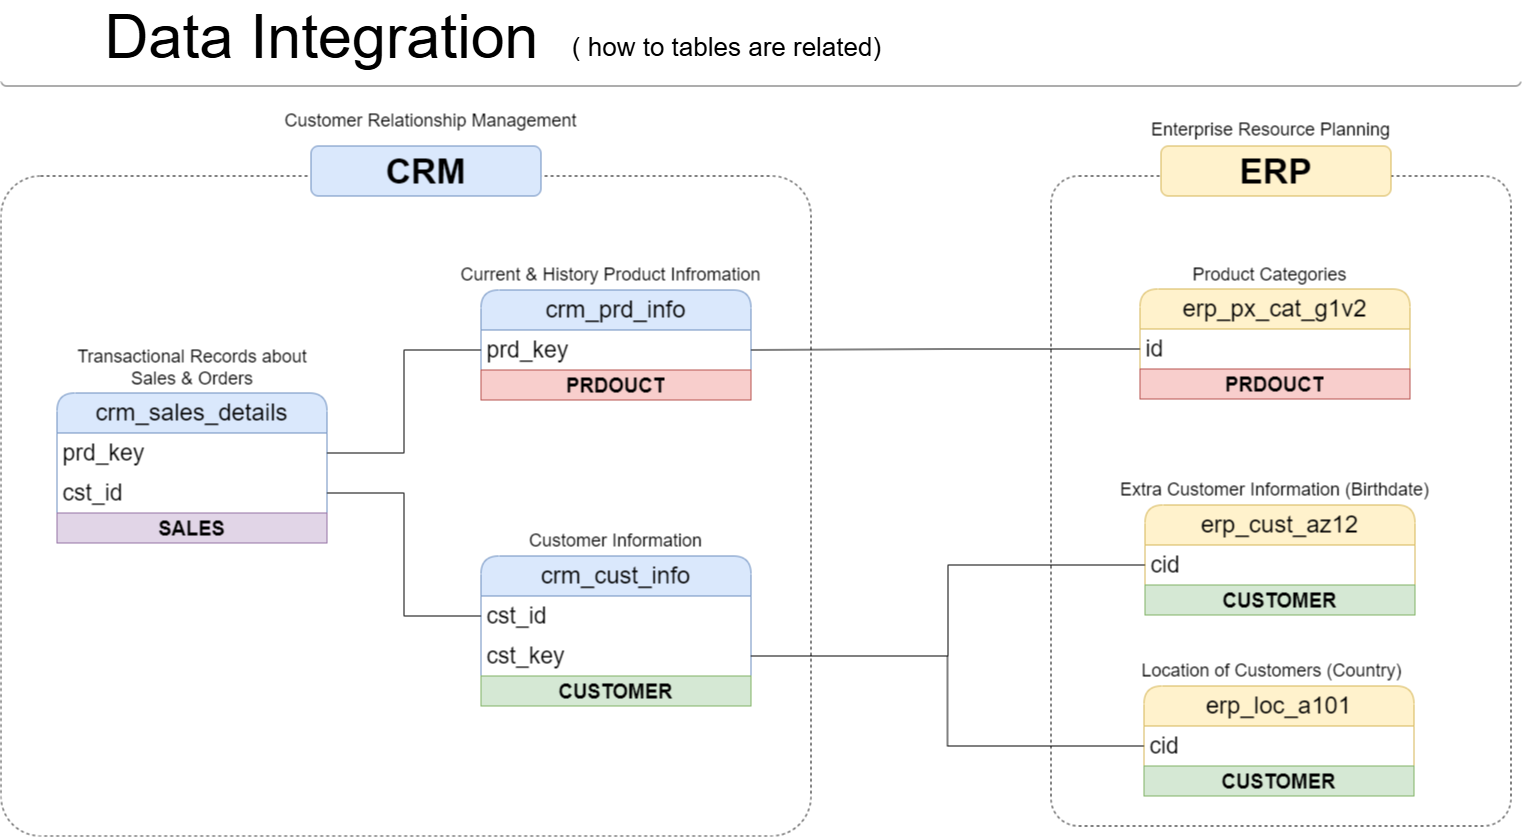 Data Integration ( how to tables are related)
Customer Relationship Management
CRM
Enterprise Resource Planning
ERP
Transactional Records about
Sales & Orders
crm_sales_details
prd_key
cst_id
SALES
Current & History Product Infromation
crm_prd_info
prd_key
PRDOUCT
Customer Information
crm_cust_info
cst_id
cst_key
CUSTOMER
Product Categories
erp_px_cat_g1v2
id
PRDOUCT
Extra Customer Information (Birthdate)
erp_cust_az12
cid
CUSTOMER
Location of Customers (Country)
erp_loc_a101
cid
CUSTOMER